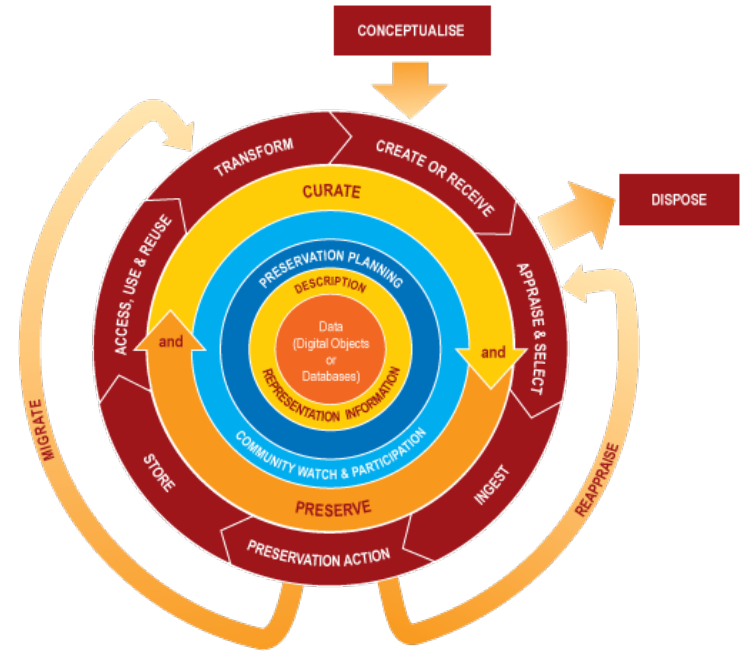 CONCEPTUALISE
DISPOSE
TRANSFORM
CREATE OR RECEIVE
APPRAISE & SELECT
INGEST
PRESERVATION ACTION
STORE
ACCESS, USE & REUSE
MIGRATE
REAPPRAISE
CURATE
and
PRESERVE
and
COMMUNITY WATCH & PARTICIPATION
PRESERVATION PLANNING
DESCRIPTION
REPRESENTATION INFORMATION
Data
(Digital Objects
or
Databases)